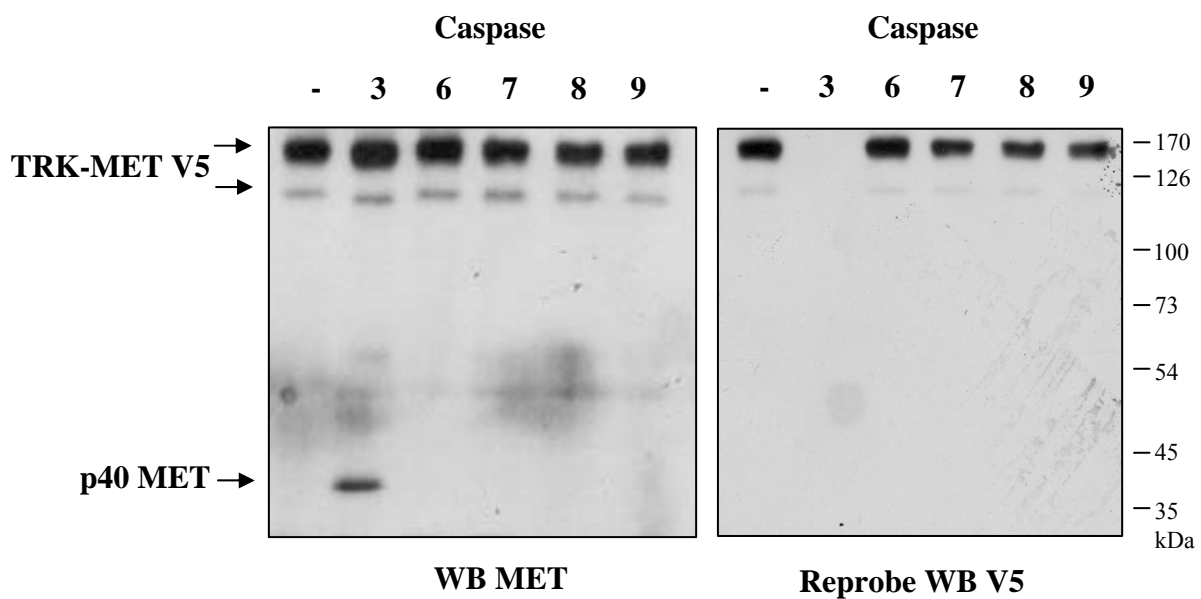 Caspase
Caspase
- 3 6 7 8 9
- 3 6 7 8 9
TRK-MET V5
170
126
100
73
54
45
35
kDa
p40 MET
WB MET
Reprobe WB V5